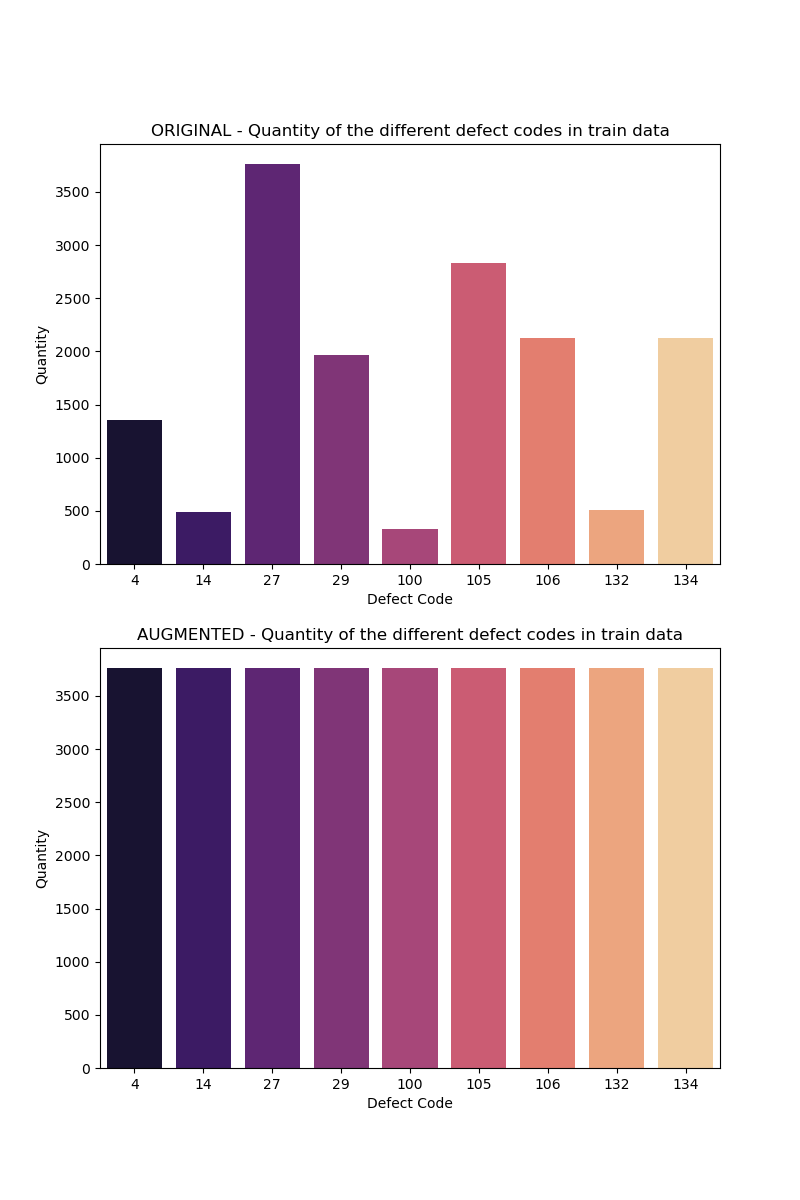 ORIGINAL - Quantity of the different defect codes in train data
3500
3000
2500
2000
1500
1000
500
0
Quantity
4 14 27 29 100 105 106 132 134
Defect Code
AUGMENTED - Quantity of the different defect codes in train data
3500
3000
2500
2000
1500
1000
500
0
Quantity
4 14 27 29 100 105 106 132 134
Defect Code